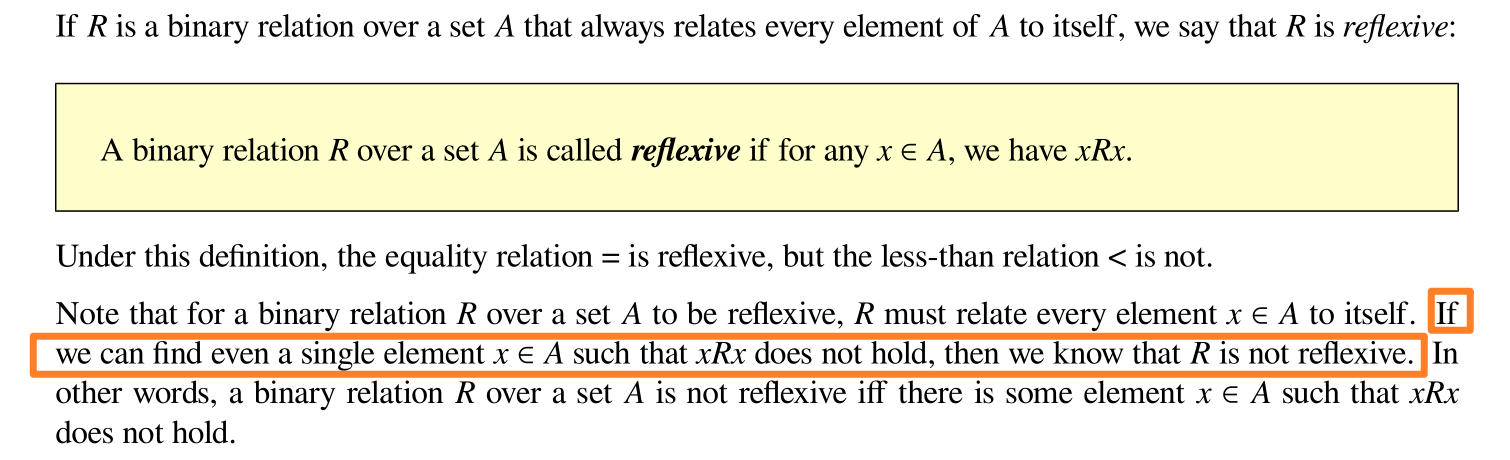 If R is a binary relation over a set A that always relates every element of A to itself, we say that R is reflexive:
A binary relation R over a set A is called reflexive if for any x ∈ A, we have xRx.
Under this definition, the equality relation = is reflexive, but the less-than relation < is not.
Note that for a binary relation R over a set A to be reflexive, R must relate every element x ∈ A to itself. If
we can find even a single element x ∈ A such that xRx does not hold, then we know that R is not reflexive. In
other words, a binary relation R over a set A is not reflexive iff there is some element x ∈ A such that xRx
does not hold.